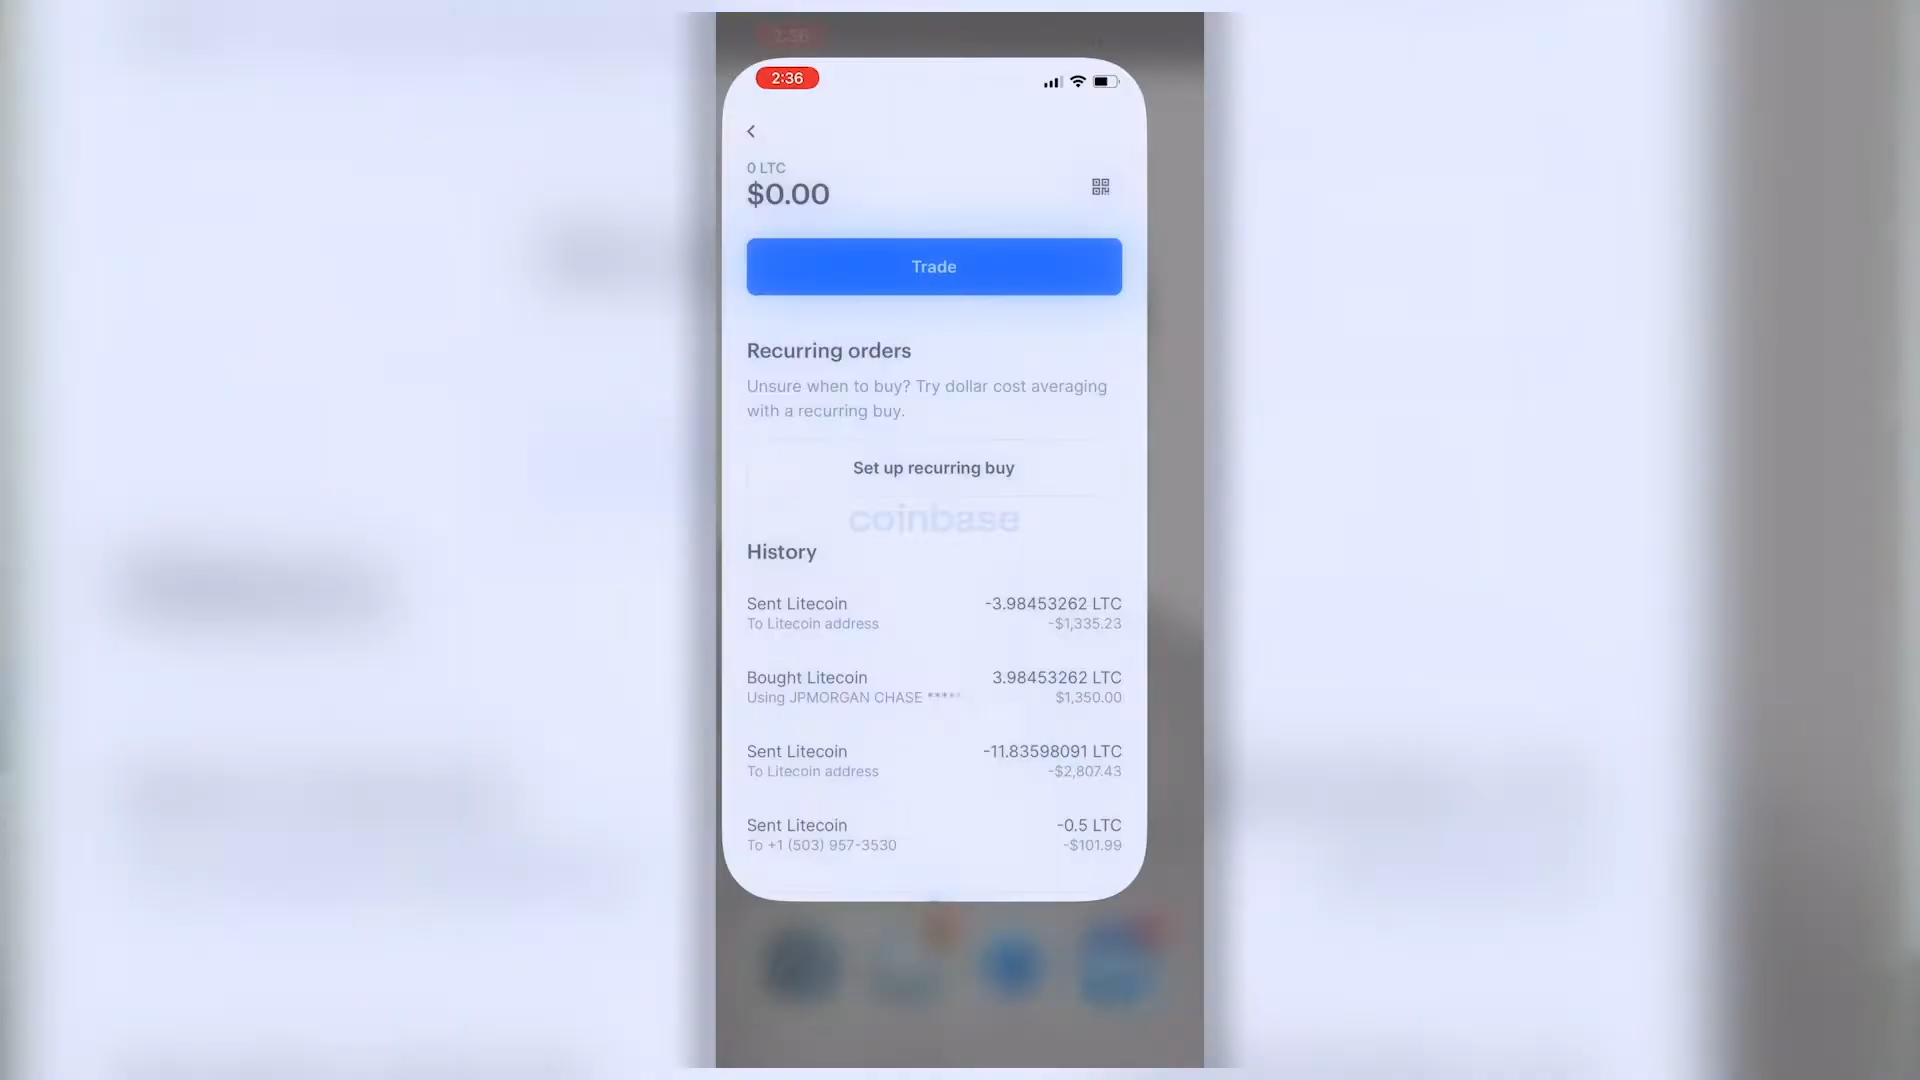 2:36
2:36
0 LTC
$0.00
Trade
Recurring orders
Unsure when to buy? Try dollar cost averaging
with a recurring buy.
Set up recurring buy
coinbase
History
Sent Litecoin -3.98453262 LTC
To Litecoin address -$1,335.23
Bought Litecoin 3.98453262 LTC
Using JPMORGAN CHASE **** $1,350.00
Sent Litecoin -11.83598091 LTC
To Litecoin address -$2,807.43
Sent Litecoin -0.5 LTC
To +1 (503) 957-3530 -$101.99